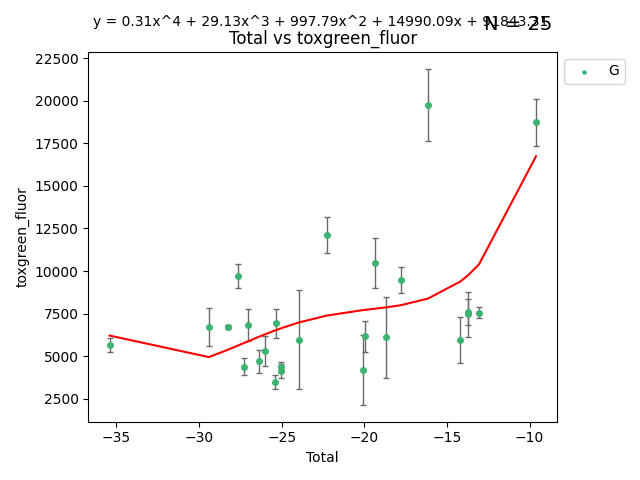 y = 0.31x^4 + 29.13x^3 + 997.79x^2 + 14990.09x +
N = 25
Total vs toxgreen_fluor
G
22500
20000
17500
15000
12500
10000
7500
5000
2500
toxgreen_fluor
−35
−30
−25
−20
−15
−10
Total